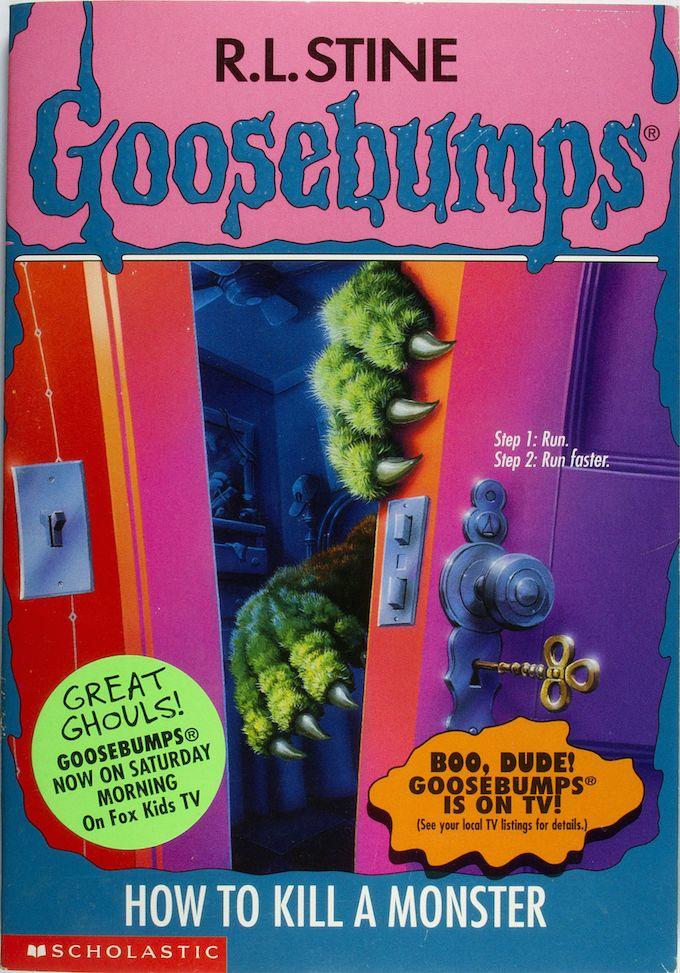 R.L. STINE
Goosebumps®
Step 1: Run.
Step 2: Run faster.
GREAT
GHOULS!
GOOSEBUMPS®
NOW ON SATURDAY
MORNING
On Fox Kids TV
BOO, DUDE!
GOOSEBUMPS®
IS ON TV!
(See your local TV listings for details.)
HOW TO KILL A MONSTER
SCHOLASTIC